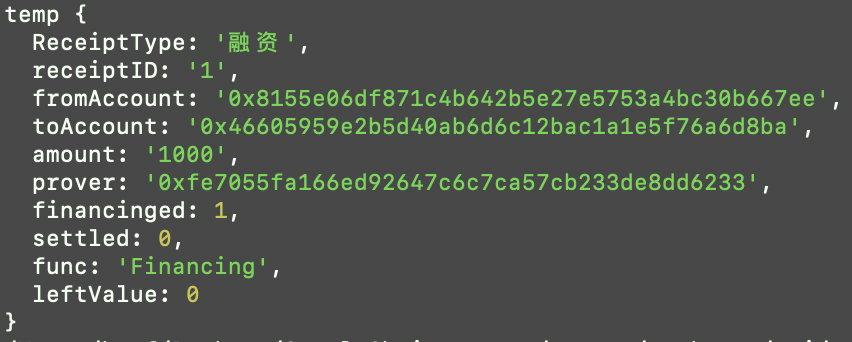 temp {
  ReceiptType: '融资',
  receiptID: '1',
  fromAccount: '0x8155e06df871c4b642b5e27e5753a4bc30b667ee',
  toAccount: '0x46605959e2b5d40ab6d6c12bac1a1e5f76a6d8ba',
  amount: '1000',
  prover: '0xfe7055fa166ed92647c6c7ca57cb233de8dd6233',
  financinged: 1,
  settled: 0,
  func: 'Financing',
  leftValue: 0
}